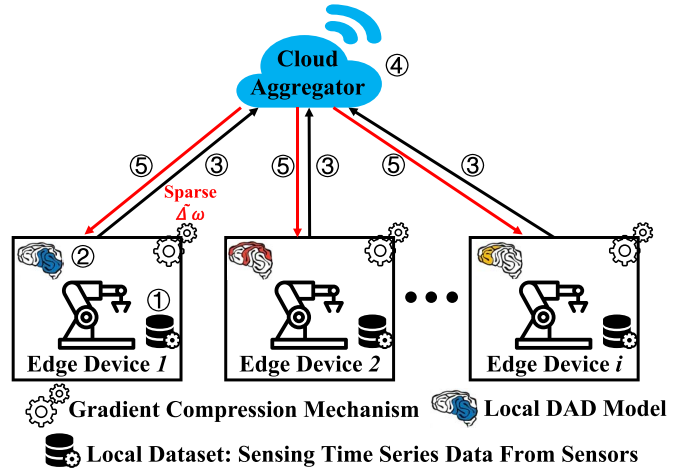 Cloud
Aggregator
④
⑤ ③ ⑤ ③ ⑤ ③
Sparse
Δ̃ω
②
①
Edge Device 1 Edge Device 2 Edge Device i
Gradient Compression Mechanism Local DAD Model
Local Dataset: Sensing Time Series Data From Sensors